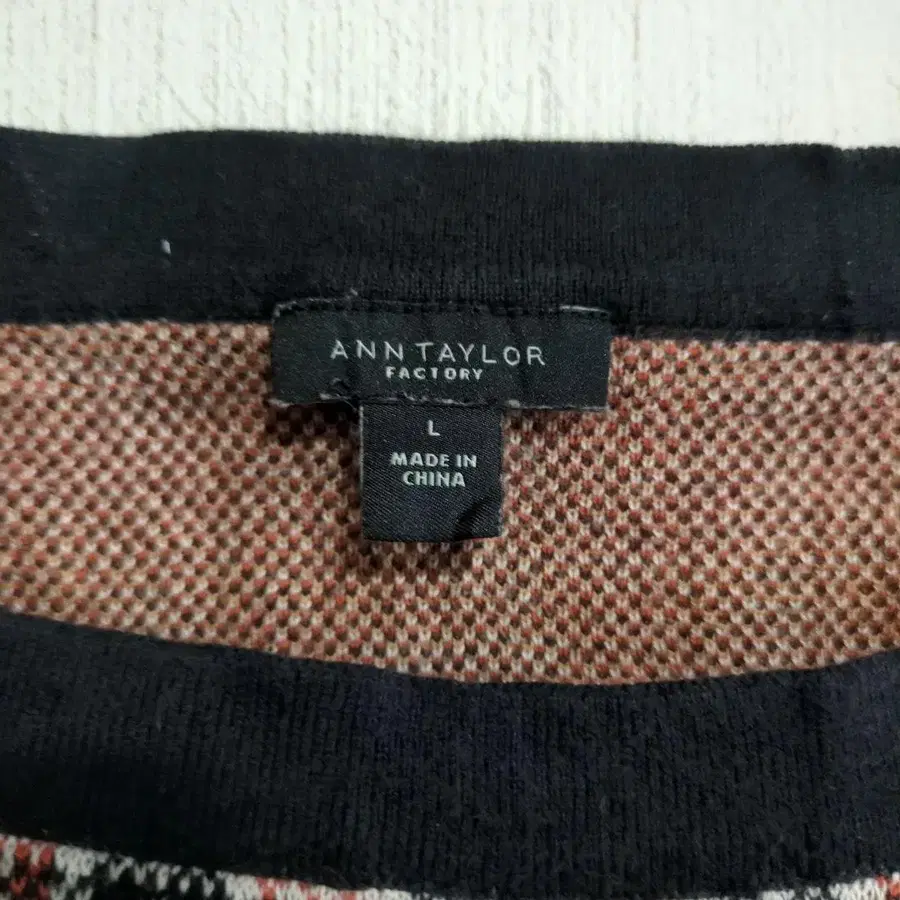 ANN TAYLOR
FACTORY
L
MADE IN
CHINA